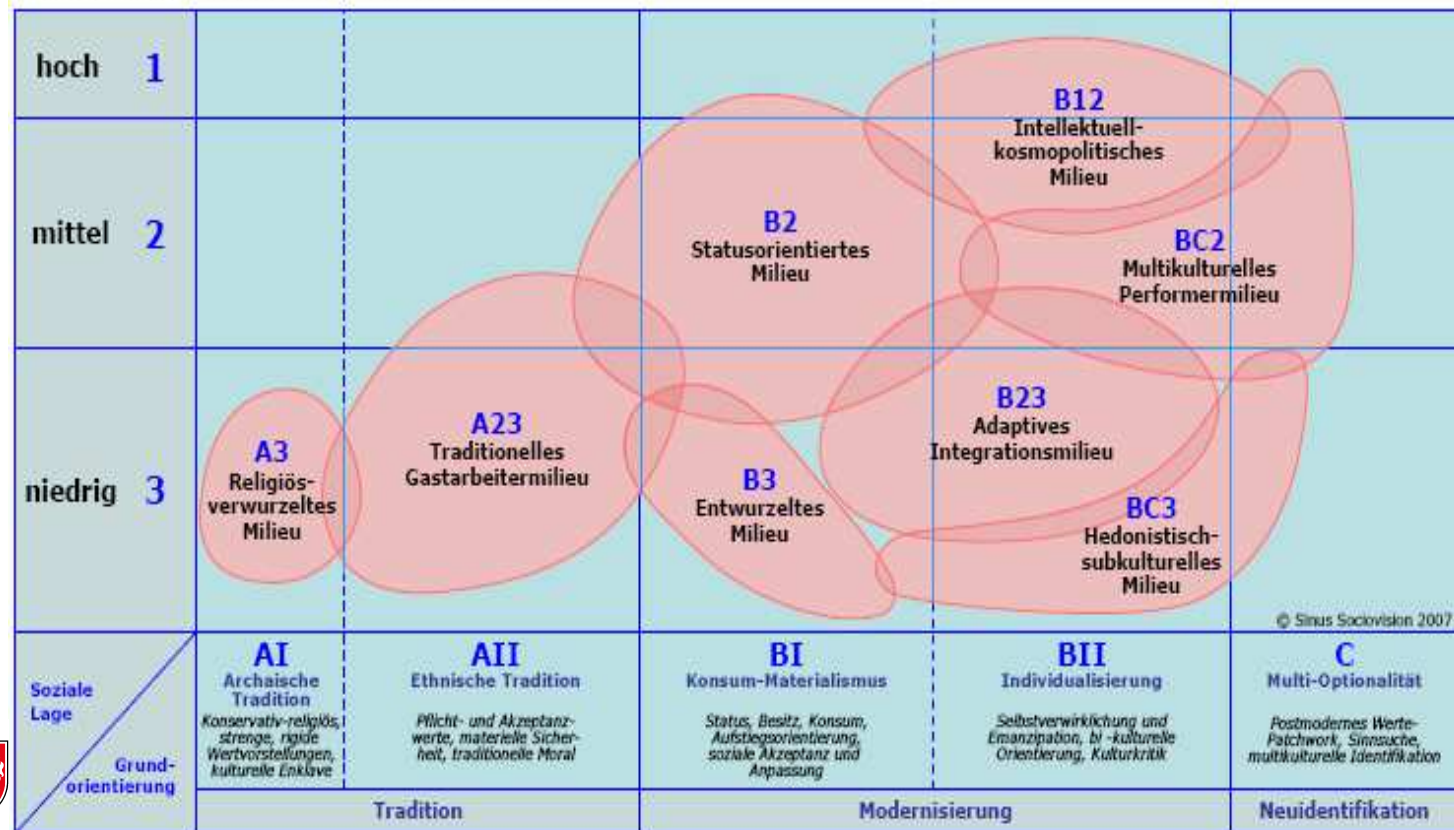 hoch 1
mittel 2
niedrig 3
B12
Intellektuell-
kosmopolitisches
Milieu
B2
Statusorientiertes
Milieu
BC2
Multikulturelles
Performermilieu
A3
Religiös-
verwurzeltes
Milieu
A23
Traditionelles
Gastarbeitermilieu
B3
Entwurzeltes
Milieu
B23
Adaptives
Integrationsmilieu
BC3
Hedonistisch-
subkulturelles
Milieu
© Sinus Sociovision 2007
Soziale
Lage
Grund-
orientierung
AI
Archaische
Tradition
Konservativ-religiös,
strenge, rigide
Wertvorstellungen,
kulturelle Enklave
AII
Ethnische Tradition
Pflicht- und Akzeptanz-
werte, materielle Sicher-
heit, traditionelle Moral
BI
Konsum-Materialismus
Status, Besitz, Konsum,
Aufstiegsorientierung,
soziale Akzeptanz und
Anpassung
BII
Individualisierung
Selbstverwirklichung und
Emanzipation, bi -kulturelle
Orientierung, Kulturkritik
C
Multi-Optionalität
Postmodernes Werte-
Patchwork, Sinnsuche,
multikulturelle Identifikation
Tradition
Modernisierung
Neuidentifikation